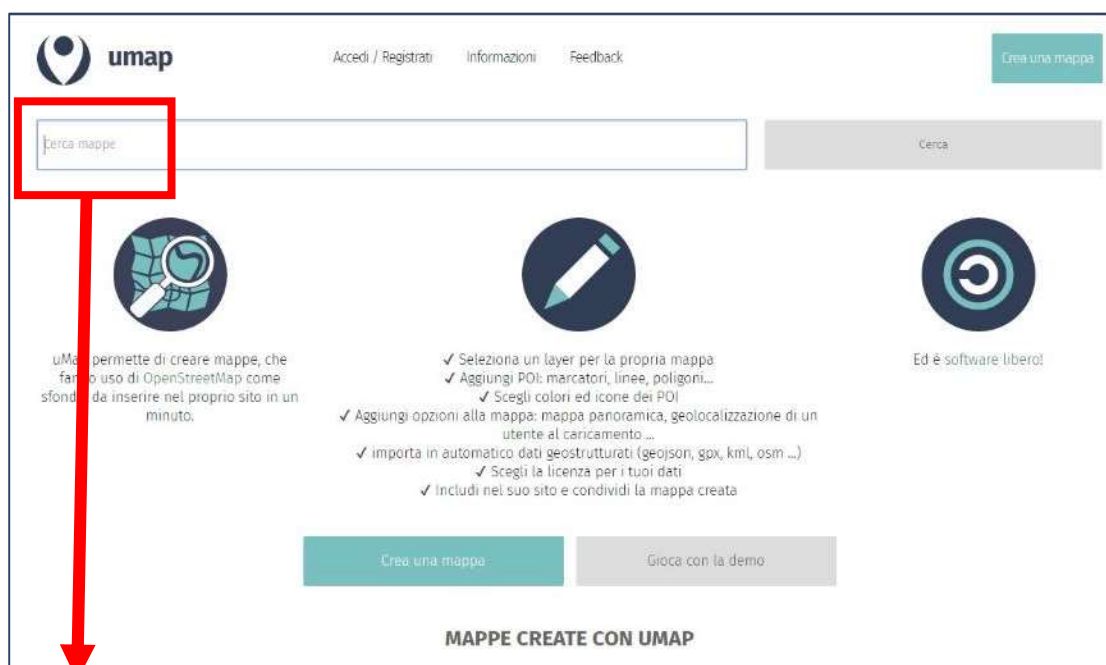 umap
Accedi / Registrati
Informazioni
Feedback
Crea una mappa
Cerca mappe
Cerca
uMap permette di creare mappe, che
fanno uso di OpenStreetMap come
sfondo da inserire nel proprio sito in un
minuto.
✓ Seleziona un layer per la propria mappa
✓ Aggiungi POI: marcatori, linee, poligoni...
✓ Scegli colori ed icone dei POI
✓ Aggiungi opzioni alla mappa: mappa panoramica, geolocalizzazione di un
utente al caricamento ...
✓ importa in automatico dati geostrutturati (geojson, gpx, kml, osm ...)
✓ Scegli la licenza per i tuoi dati
✓ Includi nel suo sito e condividi la mappa creata
Ed è software libero!
Crea una mappa
Gioca con la demo
MAPPE CREATE CON UMAP